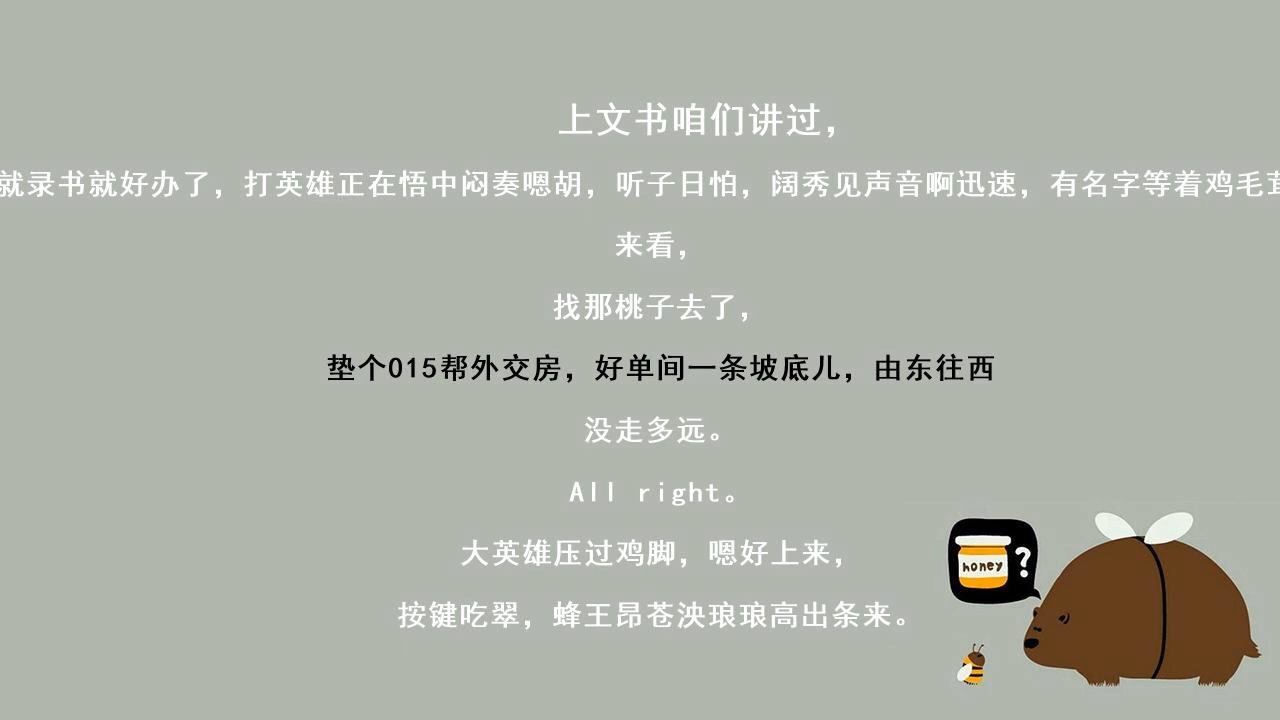 上文书咱们讲过，
就录书就好办了，打英雄正在悟中闷奏嗯胡，听子日怕，阔秀见声音啊迅速，有名字等着鸡毛茸
来看，
找那桃子去了，
垫个015帮外交房，好单间一条坡底儿，由东往西
没走多远。
All right。
大英雄压过鸡脚，嗯好上来，
按键吃翠，蜂王昂苍泱琅琅高出条来。
honey
?